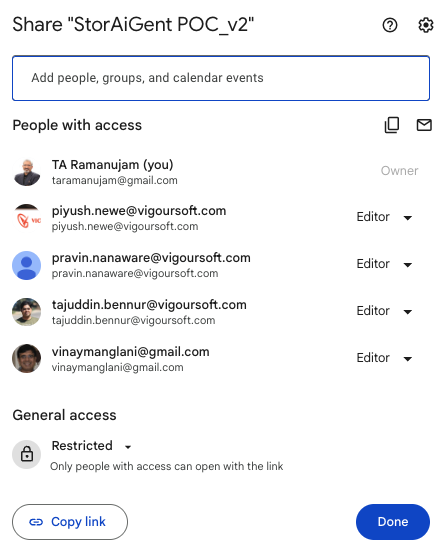 Share "StorAiGent POC_v2"
Add people, groups, and calendar events
People with access
TA Ramanujam (you)
taramanujam@gmail.com
Owner
piyush.newe@vigoursoft.com
piyush.newe@vigoursoft.com
Editor
pravin.nanaware@vigoursoft.com
pravin.nanaware@vigoursoft.com
Editor
tajuddin.bennur@vigoursoft.com
tajuddin.bennur@vigoursoft.com
Editor
vinaymanglani@gmail.com
vinaymanglani@gmail.com
Editor
General access
Restricted
Only people with access can open with the link
Copy link
Done